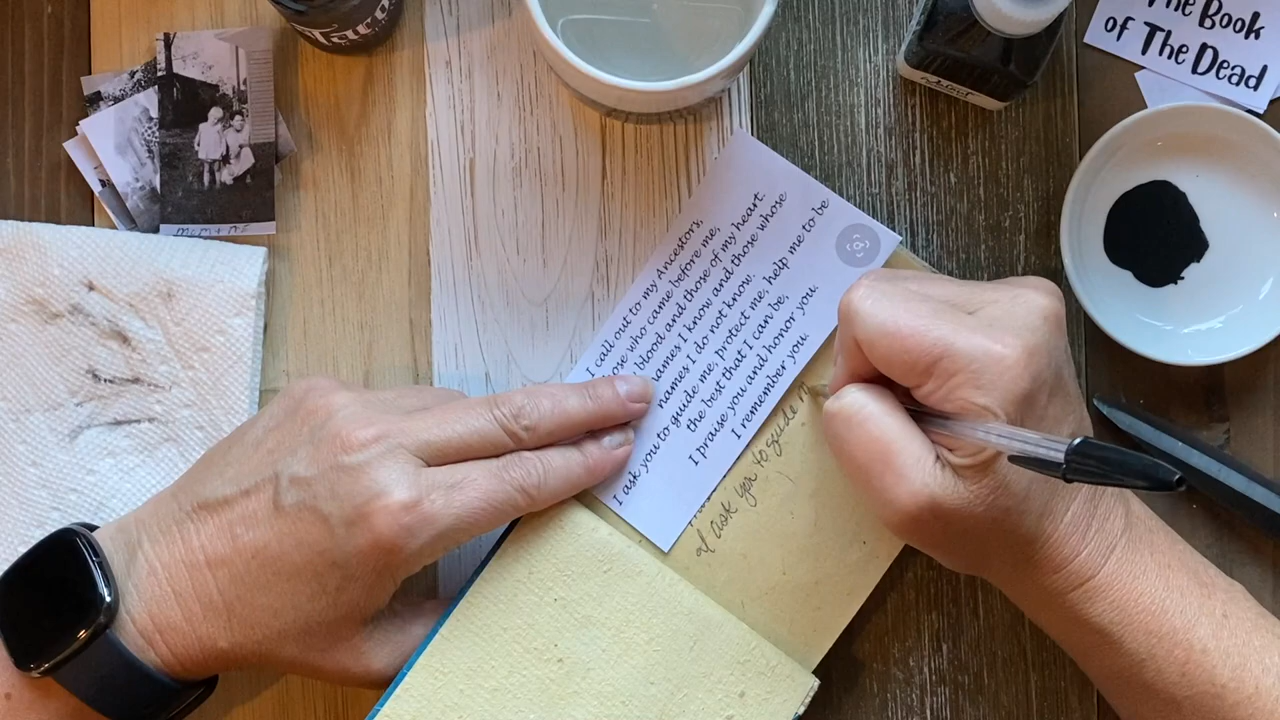 The Book
of The Dead
MOM + ME
I call out to my Ancestors,
ose who came before me,
blood and those of my heart.
names I know and those whose
names I do not know.
I ask you to guide me, protect me, help me to be
the best that I can be,
I praise you and honor you.
I remember you.
I ask you to guide m